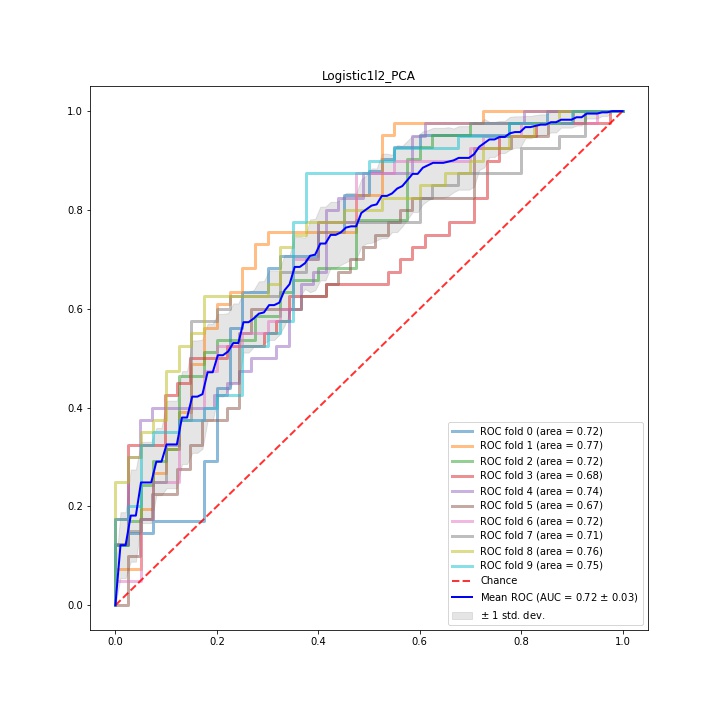 Logistic1l2_PCA
1.0
0.8
0.6
0.4
0.2
0.0
0.0 0.2 0.4 0.6 0.8 1.0
ROC fold 0 (area = 0.72)
ROC fold 1 (area = 0.77)
ROC fold 2 (area = 0.72)
ROC fold 3 (area = 0.68)
ROC fold 4 (area = 0.74)
ROC fold 5 (area = 0.67)
ROC fold 6 (area = 0.72)
ROC fold 7 (area = 0.71)
ROC fold 8 (area = 0.76)
ROC fold 9 (area = 0.75)
Chance
Mean ROC (AUC = 0.72 ± 0.03)
± 1 std. dev.